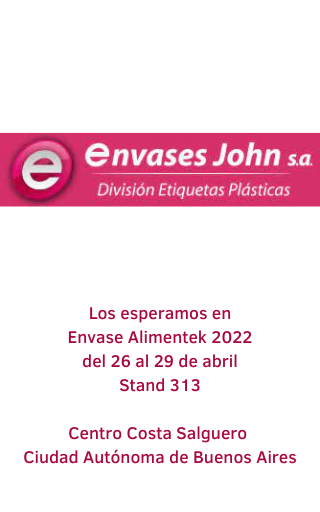 e envases John s.a.
División Etiquetas Plásticas
Los esperamos en
Envase Alimentek 2022
del 26 al 29 de abril
Stand 313
Centro Costa Salguero
Ciudad Autónoma de Buenos Aires